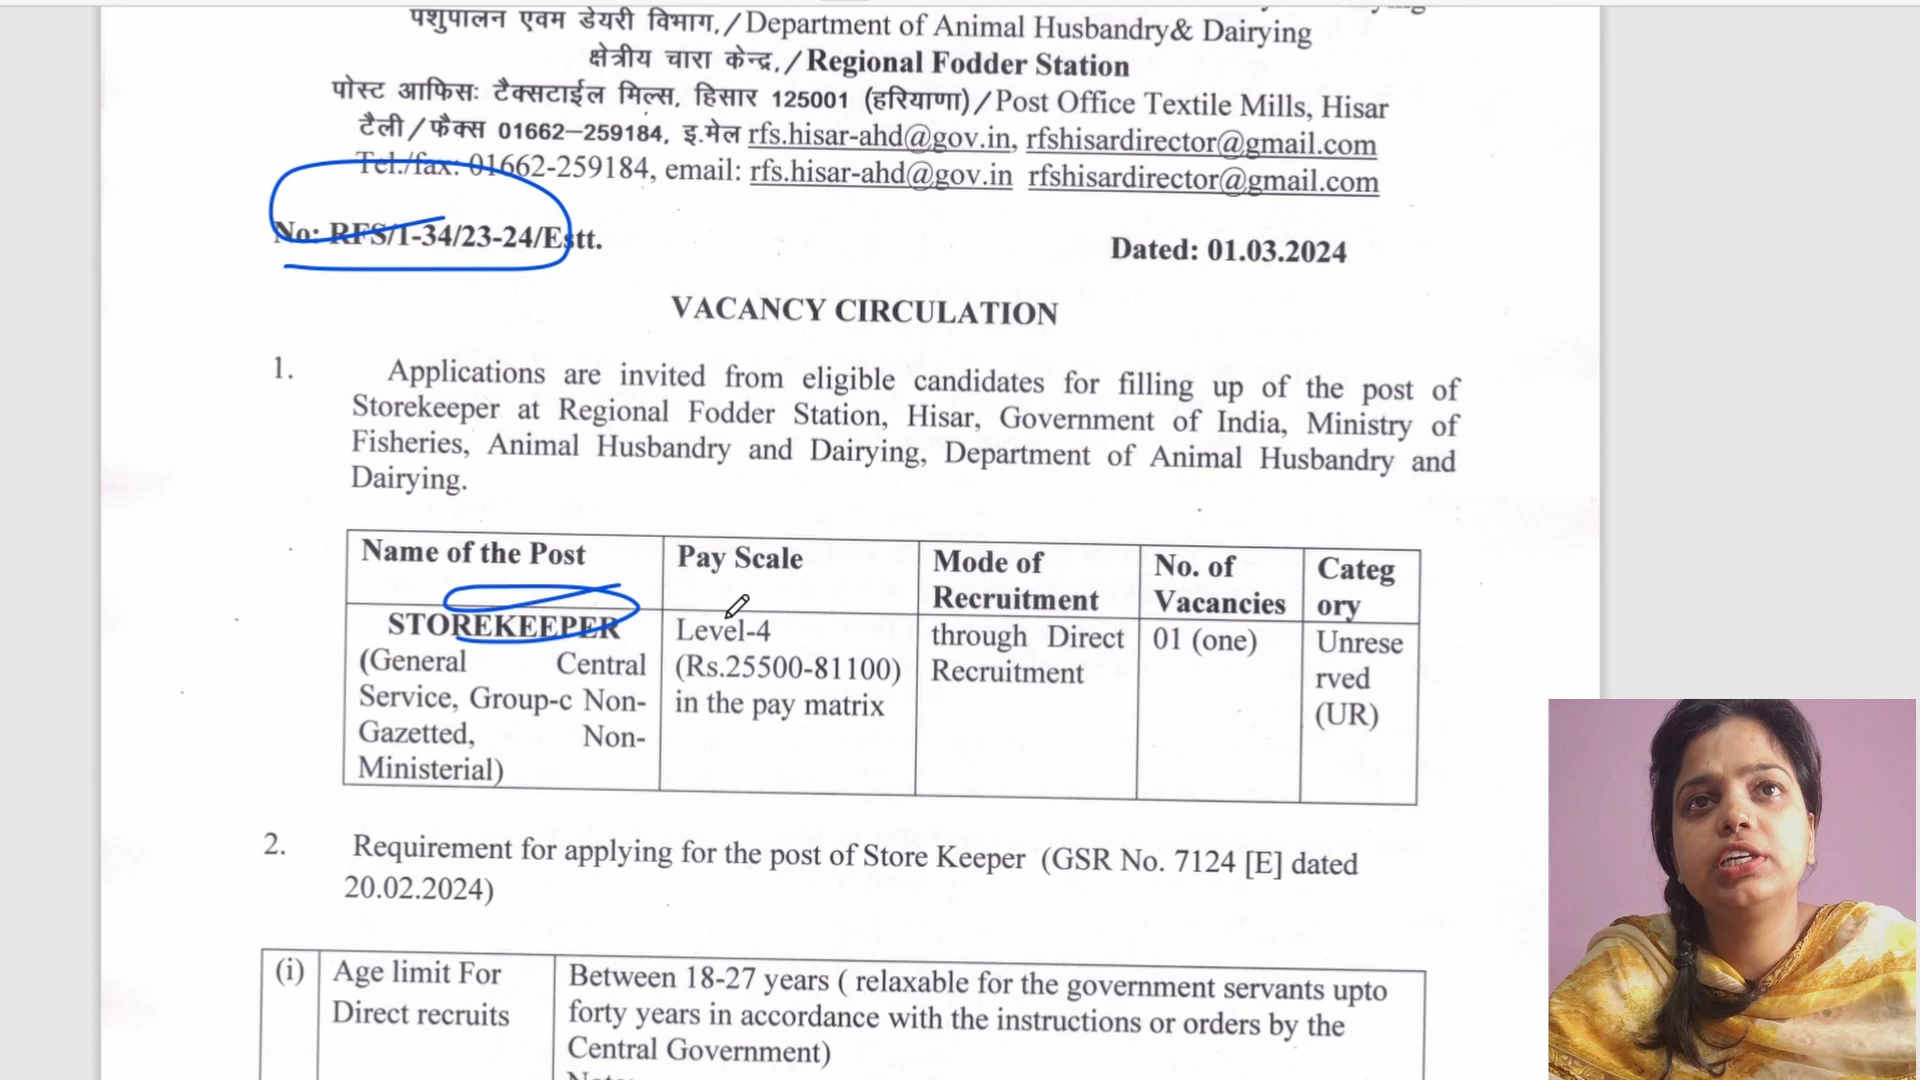 पशुपालन एवम डेयरी विभाग,/Department of Animal Husbandry& Dairying
क्षेत्रीय चारा केन्द्र,/Regional Fodder Station
पोस्ट आफिसः टैक्सटाईल मिल्स, हिसार 125001 (हरियाणा)/Post Office Textile Mills, Hisar
टैली/फैक्स 01662–259184, इ.मेल rfs.hisar-ahd@gov.in, rfshisardirector@gmail.com
Tel./fax: 01662-259184, email: rfs.hisar-ahd@gov.in rfshisardirector@gmail.com
No: RFS/1-34/23-24/Estt.
Dated: 01.03.2024
VACANCY CIRCULATION
1. Applications are invited from eligible candidates for filling up of the post of
Storekeeper at Regional Fodder Station, Hisar, Government of India, Ministry of
Fisheries, Animal Husbandry and Dairying, Department of Animal Husbandry and
Dairying.
Name of the Post
Pay Scale
Mode of
Recruitment
No. of
Vacancies
Categ
ory
STOREKEEPER
(General Central
Service, Group-c Non-
Gazetted, Non-
Ministerial)
Level-4
(Rs.25500-81100)
in the pay matrix
through Direct
Recruitment
01 (one)
Unrese
rved
(UR)
2. Requirement for applying for the post of Store Keeper (GSR No. 7124 [E] dated
20.02.2024)
(i)
Age limit For
Direct recruits
Between 18-27 years ( relaxable for the government servants upto
forty years in accordance with the instructions or orders by the
Central Government)